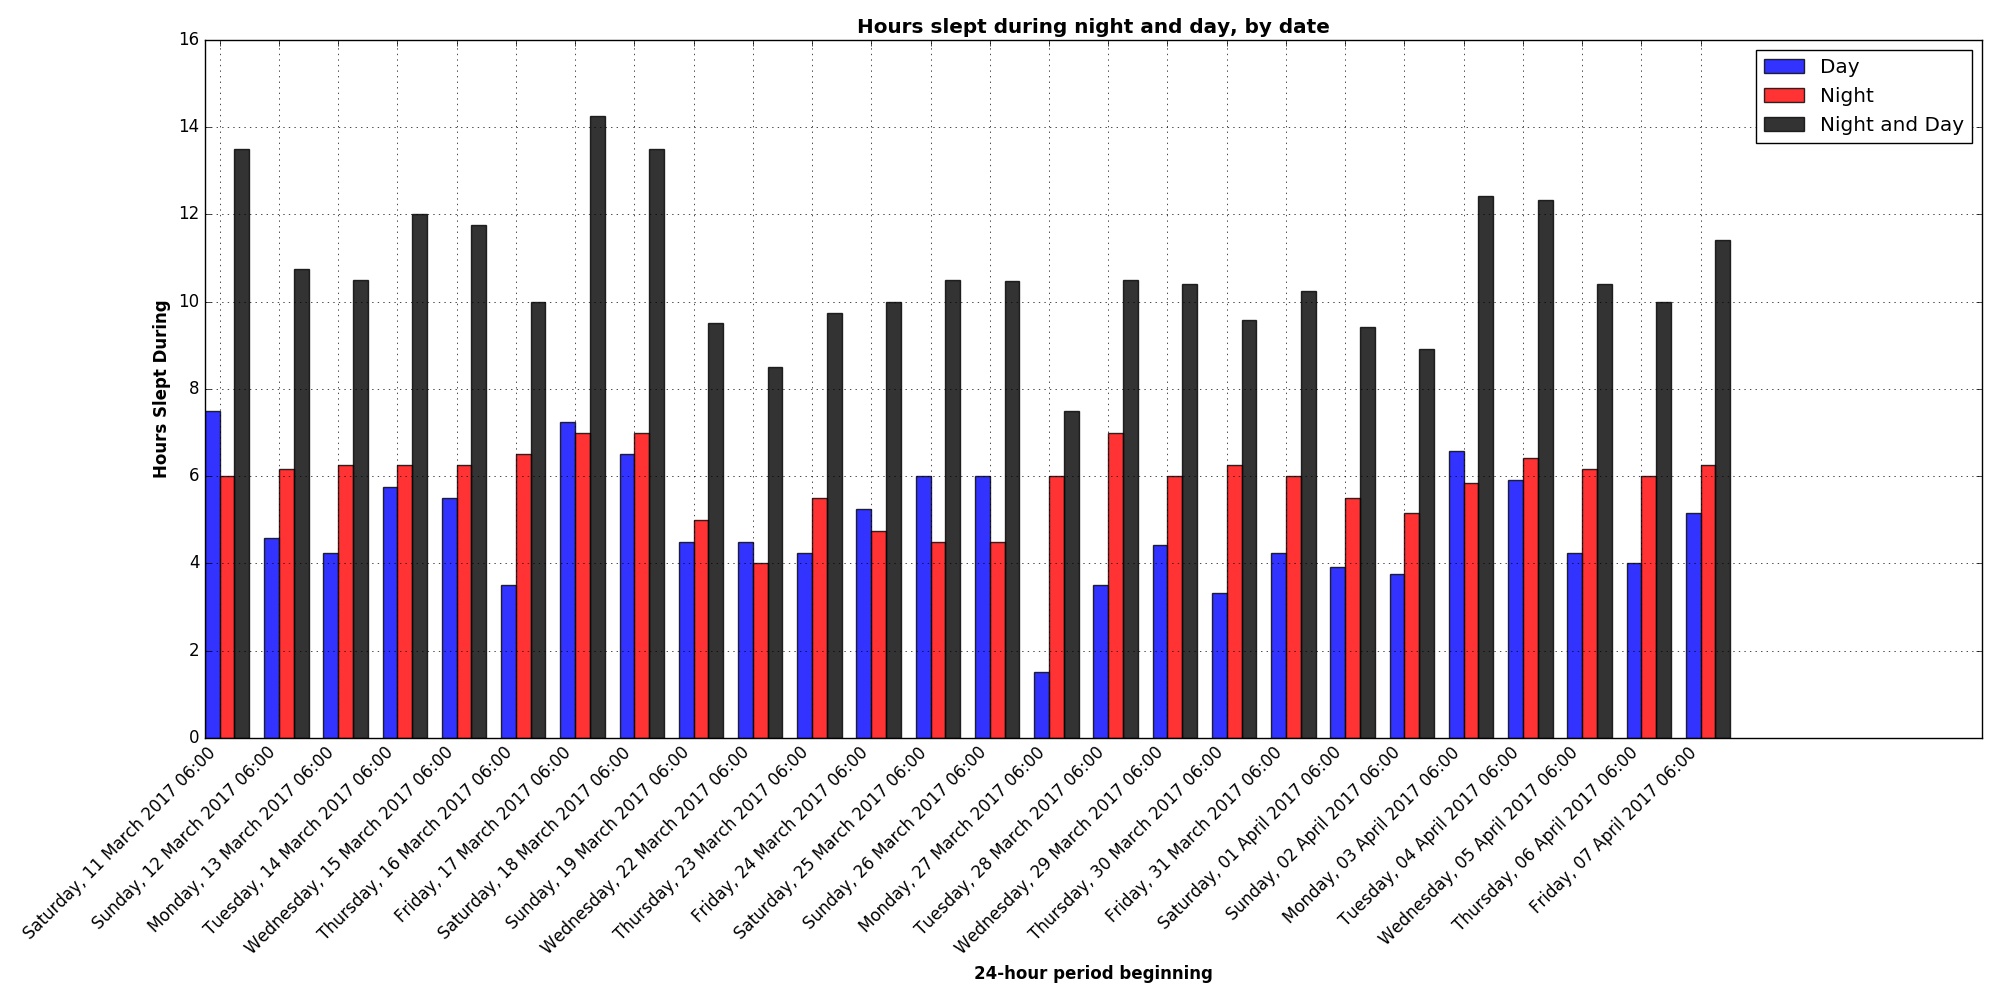 Hours slept during night and day, by date
Day
Night
Night and Day
16
14
12
10
8
6
4
2
0
Hours Slept During
Saturday, 11 March 2017 06:00
Sunday, 12 March 2017 06:00
Monday, 13 March 2017 06:00
Tuesday, 14 March 2017 06:00
Wednesday, 15 March 2017 06:00
Thursday, 16 March 2017 06:00
Friday, 17 March 2017 06:00
Saturday, 18 March 2017 06:00
Sunday, 19 March 2017 06:00
Wednesday, 22 March 2017 06:00
Thursday, 23 March 2017 06:00
Friday, 24 March 2017 06:00
Saturday, 25 March 2017 06:00
Sunday, 26 March 2017 06:00
Monday, 27 March 2017 06:00
Tuesday, 28 March 2017 06:00
Wednesday, 29 March 2017 06:00
Thursday, 30 March 2017 06:00
Friday, 31 March 2017 06:00
Saturday, 01 April 2017 06:00
Sunday, 02 April 2017 06:00
Monday, 03 April 2017 06:00
Tuesday, 04 April 2017 06:00
Wednesday, 05 April 2017 06:00
Thursday, 06 April 2017 06:00
Friday, 07 April 2017 06:00
24-hour period beginning